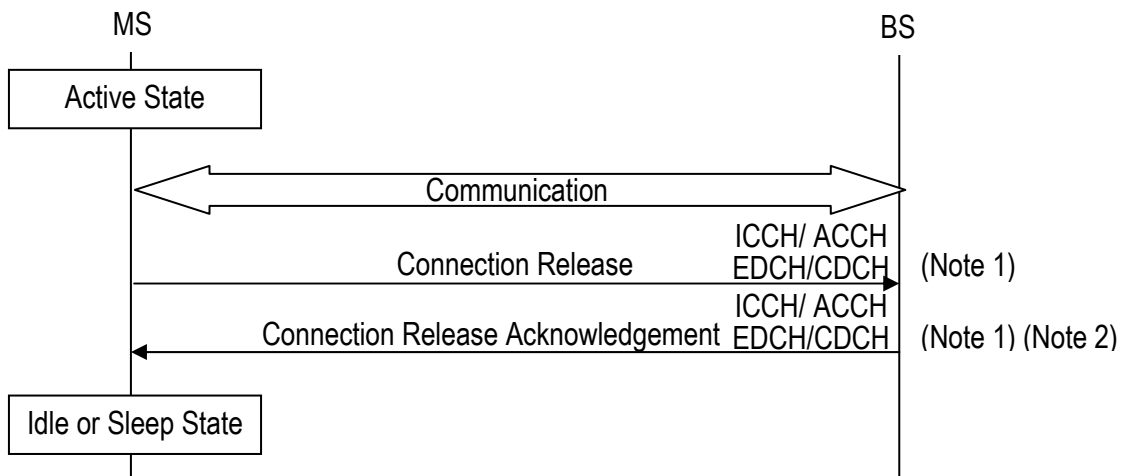 MS
BS
Active State
Communication
ICCH/ ACCH
Connection Release EDCH/CDCH (Note 1)
ICCH/ ACCH
Connection Release Acknowledgement EDCH/CDCH (Note 1) (Note 2)
Idle or Sleep State